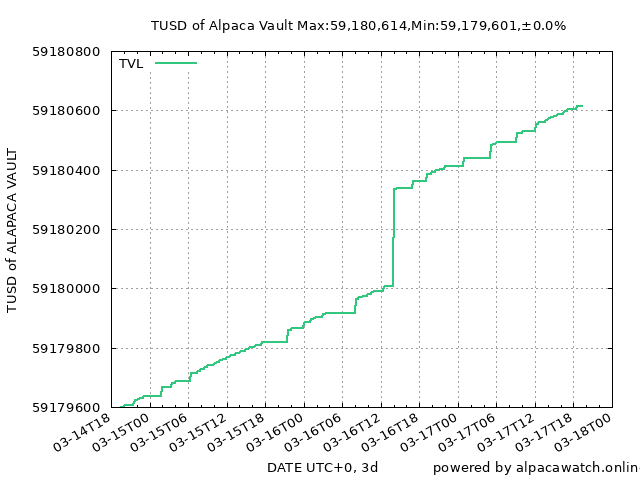 TUSD of Alpaca Vault Max:59,180,614,Min:59,179,601,±0.0%
TVL
TUSD of ALAPACA VAULT
59180800
59180600
59180400
59180200
59180000
59179800
59179600
03-14T18
03-15T00
03-15T06
03-15T12
03-15T18
03-16T00
03-16T06
03-16T12
03-16T18
03-17T00
03-17T06
03-17T12
03-17T18
03-18T00
DATE UTC+0, 3d
powered by alpacawatch.onlin